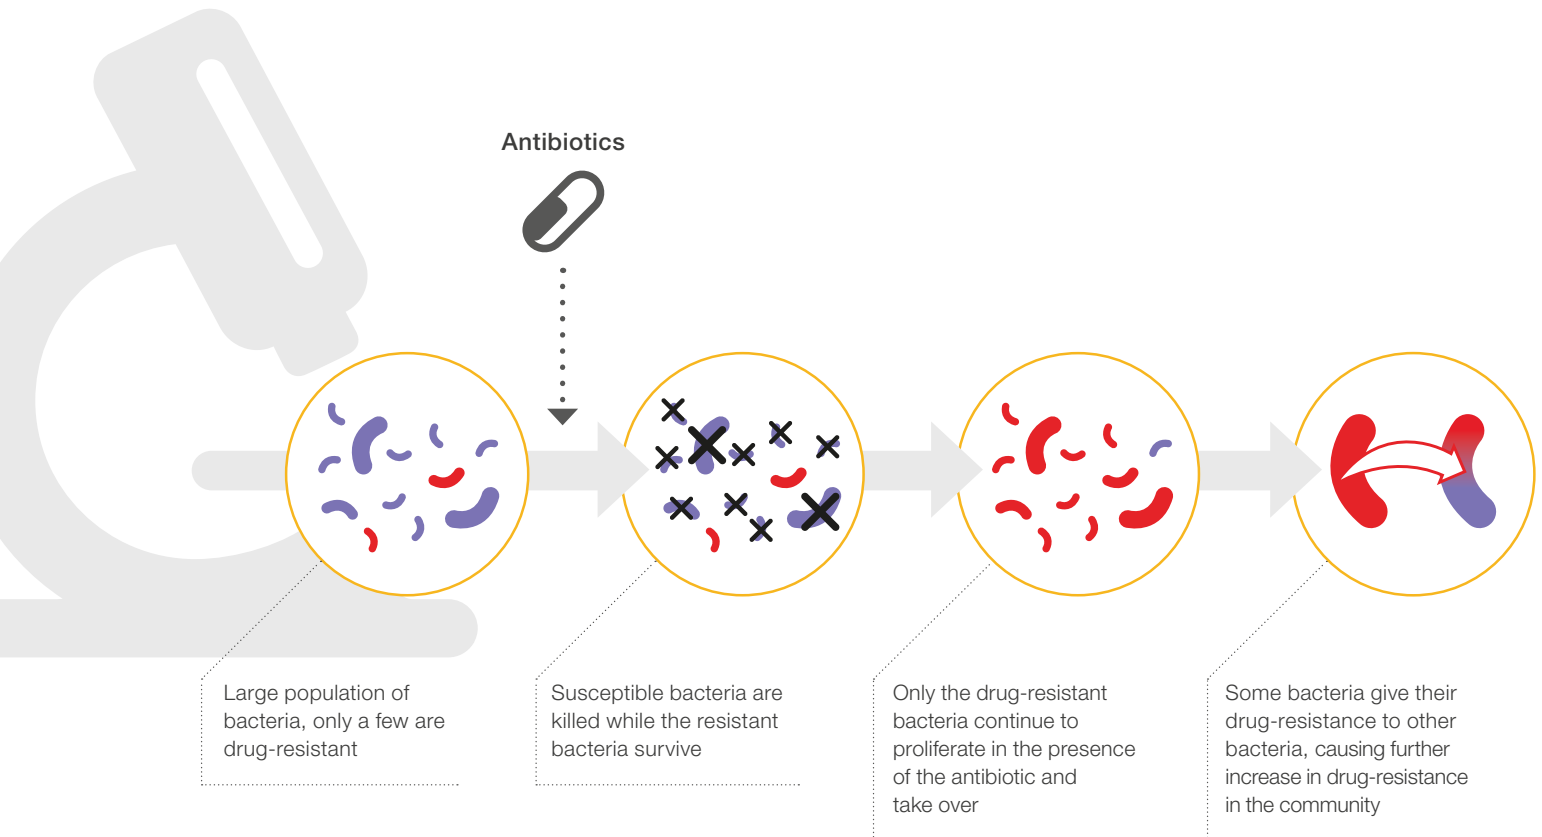 Antibiotics
Large population of
bacteria, only a few are
drug-resistant
Susceptible bacteria are
killed while the resistant
bacteria survive
Only the drug-resistant
bacteria continue to
proliferate in the presence
of the antibiotic and
take over
Some bacteria give their
drug-resistance to other
bacteria, causing further
increase in drug-resistance
in the community